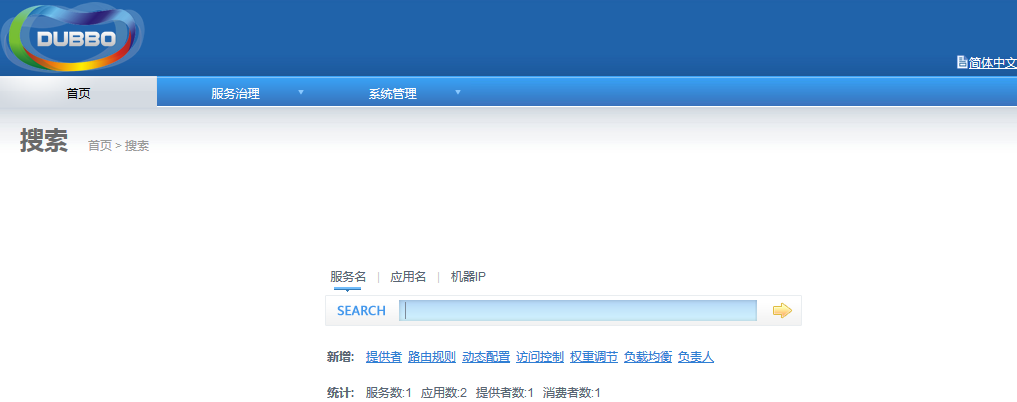 DUBBO
简体中文
首页 服务治理 系统管理
搜索 首页 > 搜索
服务名 | 应用名 | 机器IP
SEARCH
新增: 提供者 路由规则 动态配置 访问控制 权重调节 负载均衡 负责人
统计: 服务数:1 应用数:2 提供者数:1 消费者数:1